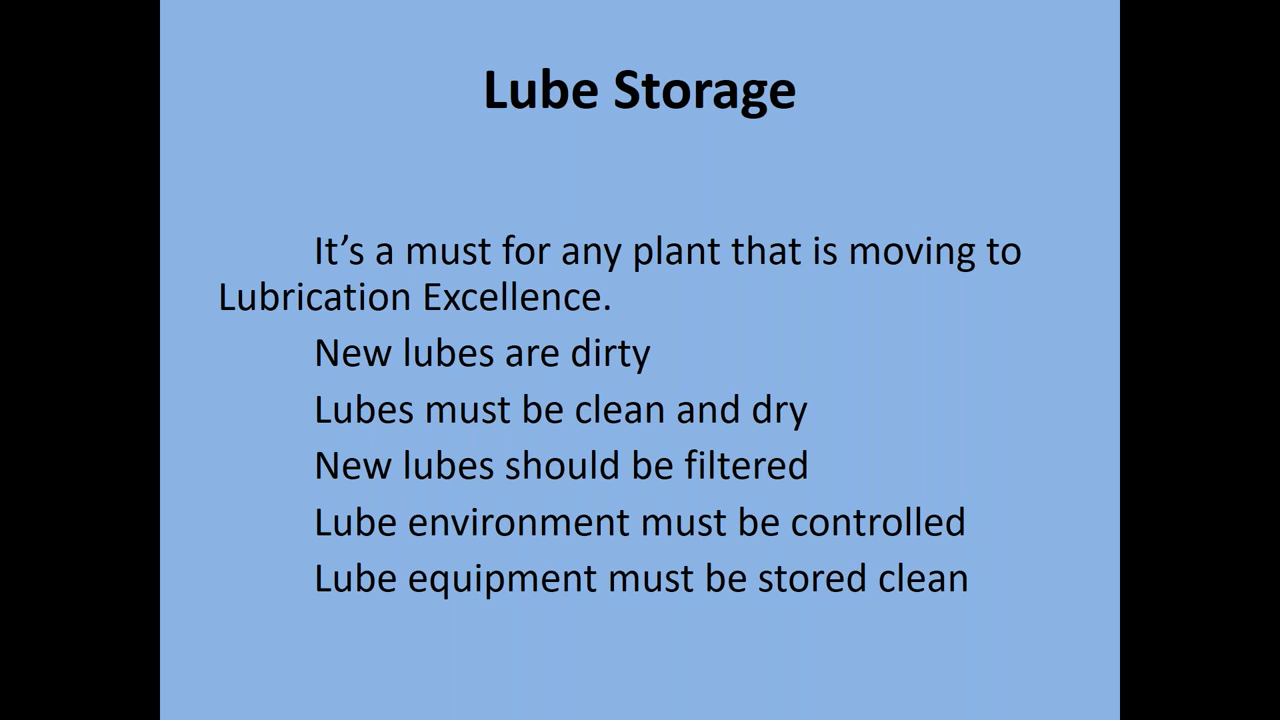 Lube Storage
It’s a must for any plant that is moving to
Lubrication Excellence.
New lubes are dirty
Lubes must be clean and dry
New lubes should be filtered
Lube environment must be controlled
Lube equipment must be stored clean